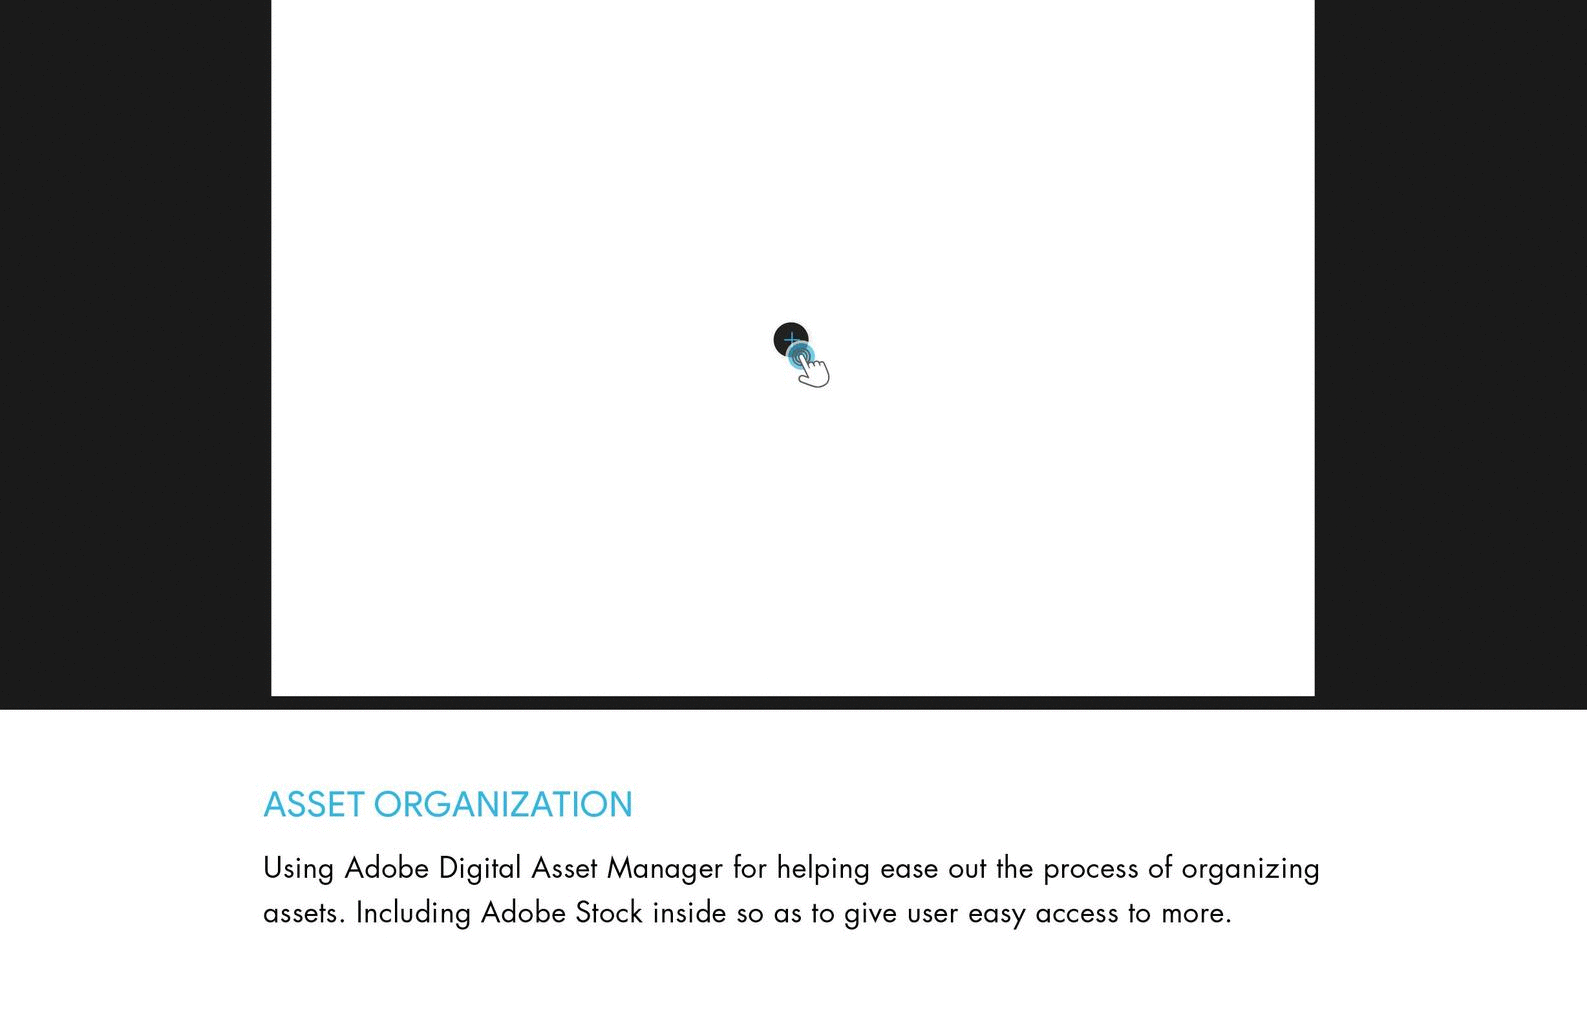 ASSET ORGANIZATION
Using Adobe Digital Asset Manager for helping ease out the process of organizing
assets. Including Adobe Stock inside so as to give user easy access to more.